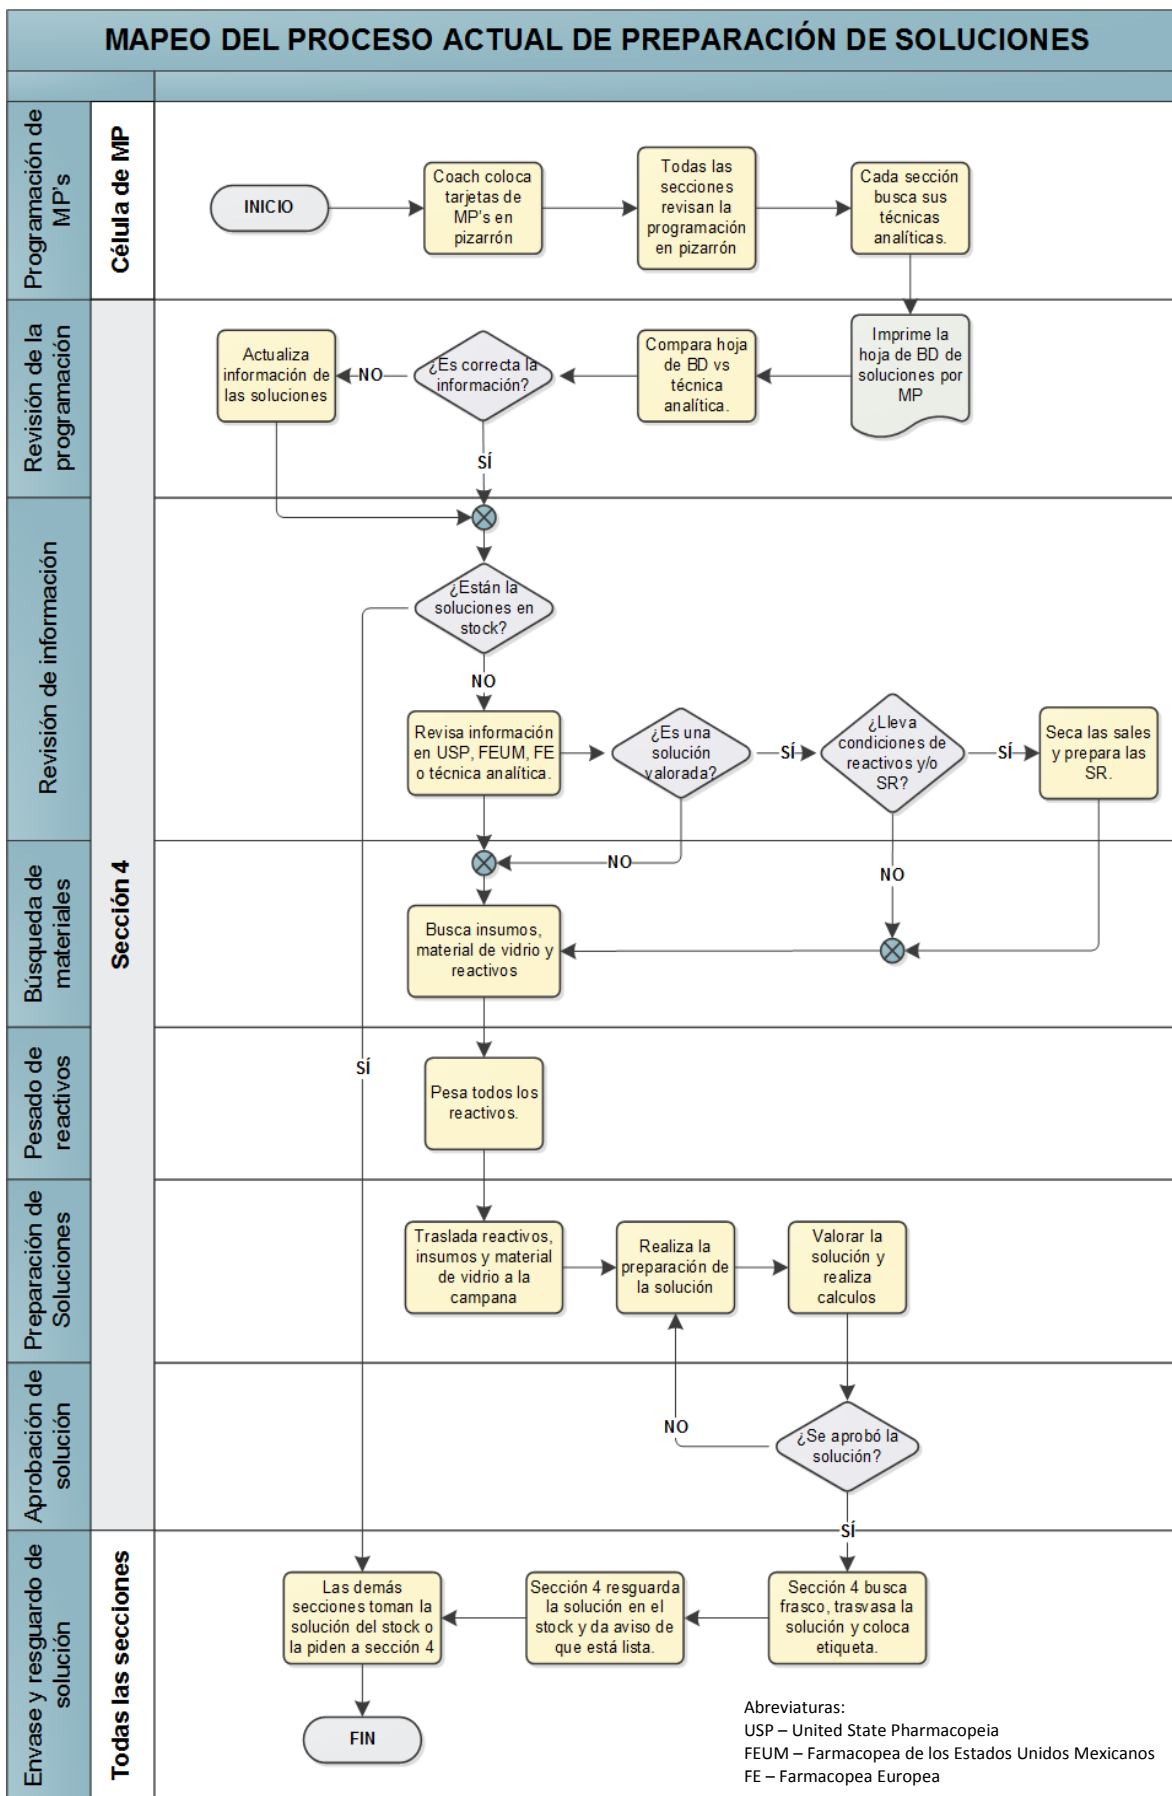 MAPEO DEL PROCESO ACTUAL DE PREPARACIÓN DE SOLUCIONES
Programación de
MP's
Célula de MP
INICIO
Coach coloca
tarjetas de
MP's en
pizarrón
Todas las
secciones
revisan la
programación
en pizarrón
Cada sección
busca sus
técnicas
analíticas.
Revisión de la
programación
Sección 4
Actualiza
información de
las soluciones
NO
¿Es correcta la
información?
Compara hoja
de BD vs
técnica
analítica.
Imprime la
hoja de BD de
soluciones por
MP
SÍ
Revisión de información
¿Están la
soluciones en
stock?
NO
Revisa información
en USP, FEUM, FE
o técnica analítica.
¿Es una
solución
valorada?
SÍ
¿Lleva
condiciones de
reactivos y/o
SR?
SÍ
Seca las sales
y prepara las
SR.
Búsqueda de
materiales
NO
NO
Busca insumos,
material de vidrio y
reactivos
Pesado de
reactivos
SÍ
Pesa todos los
reactivos.
Preparación de
Soluciones
Traslada reactivos,
insumos y material
de vidrio a la
campana
Realiza la
preparación de
la solución
Valorar la
solución y
realiza calculos
Aprobación de
solución
NO
¿Se aprobó la
solución?
SÍ
Envase y resguardo de
solución
Todas las secciones
Las demás
secciones toman la
solución del stock o
la piden a sección 4
Sección 4 resguarda
la solución en el
stock y da aviso de
que está lista.
Sección 4 busca
frasco, trasvasa la
solución y coloca
etiqueta.
FIN
Abreviaturas:
USP – United State Pharmacopeia
FEUM – Farmacopea de los Estados Unidos Mexicanos
FE – Farmacopea Europea